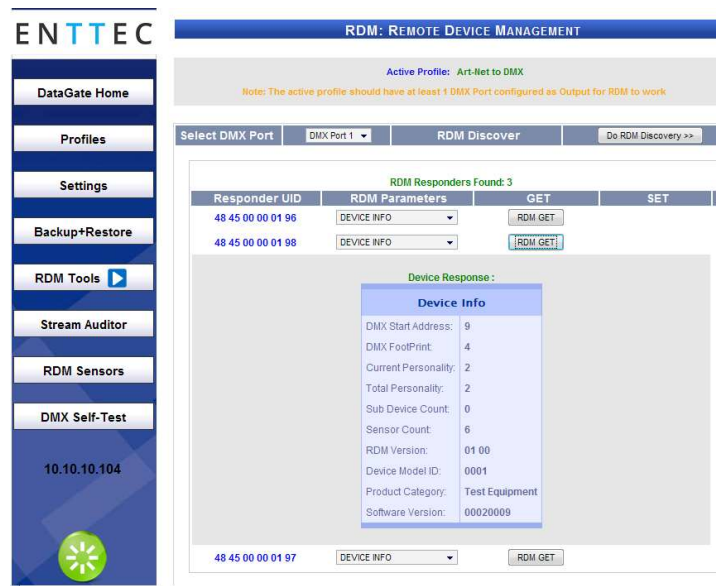 ENTTEC
RDM: REMOTE DEVICE MANAGEMENT
Active Profile: Art-Net to DMX
Note: The active profile should have at least 1 DMX Port configured as Output for RDM to work
DataGate Home
Profiles
Settings
Backup+Restore
RDM Tools
Stream Auditor
RDM Sensors
DMX Self-Test
10.10.10.104
Select DMX Port DMX Port 1 RDM Discover Do RDM Discovery >>
RDM Responders Found: 3
Responder UID RDM Parameters GET SET
48 45 00 00 01 96 DEVICE INFO RDM GET
48 45 00 00 01 98 DEVICE INFO RDM GET
Device Response :
Device Info
DMX Start Address: 9
DMX FootPrint: 4
Current Personality: 2
Total Personality: 2
Sub Device Count: 0
Sensor Count: 6
RDM Version: 01 00
Device Model ID: 0001
Product Category: Test Equipment
Software Version: 00020009
48 45 00 00 01 97 DEVICE INFO RDM GET